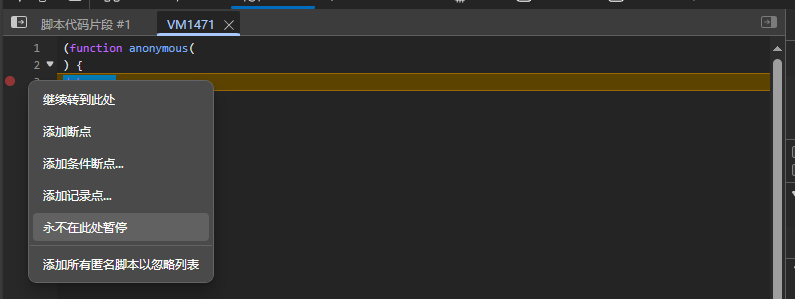 脚本代码片段 #1
VM1471
1 (function anonymous(
2 ) {
继续转到此处
添加断点
添加条件断点...
添加记录点...
永不在此处暂停
添加所有匿名脚本以忽略列表